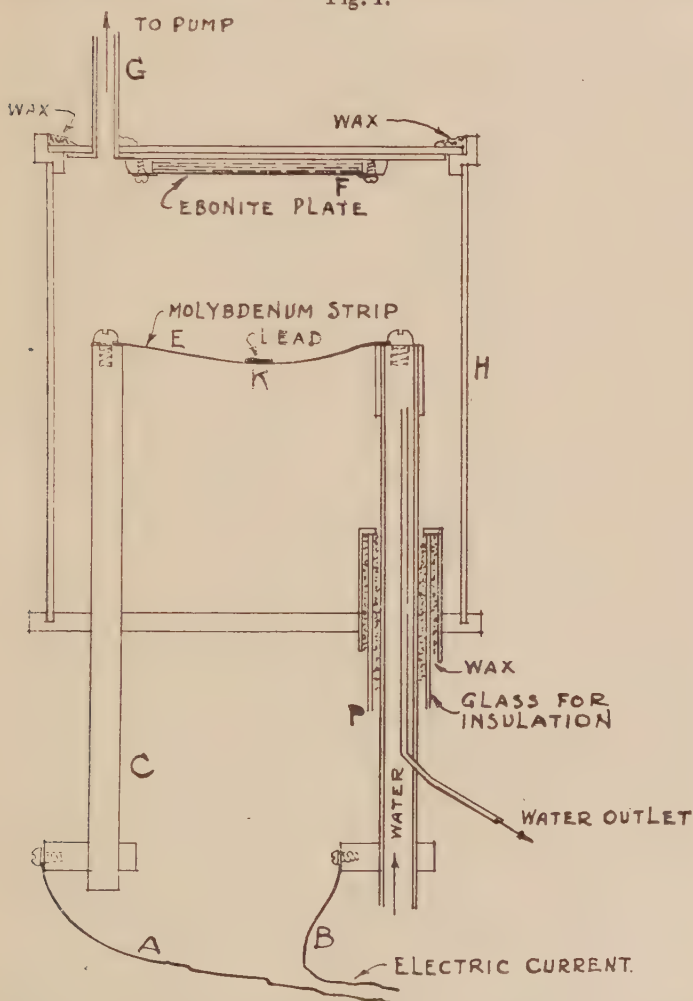 Fig. 1.
TO PUMP
G
WAX
WAX
F
EBONITE PLATE
MOLYBDENUM STRIP
E
LEAD
K
H
WAX
GLASS FOR
INSULATION
P
C
WATER
WATER OUTLET
A
B
ELECTRIC CURRENT.